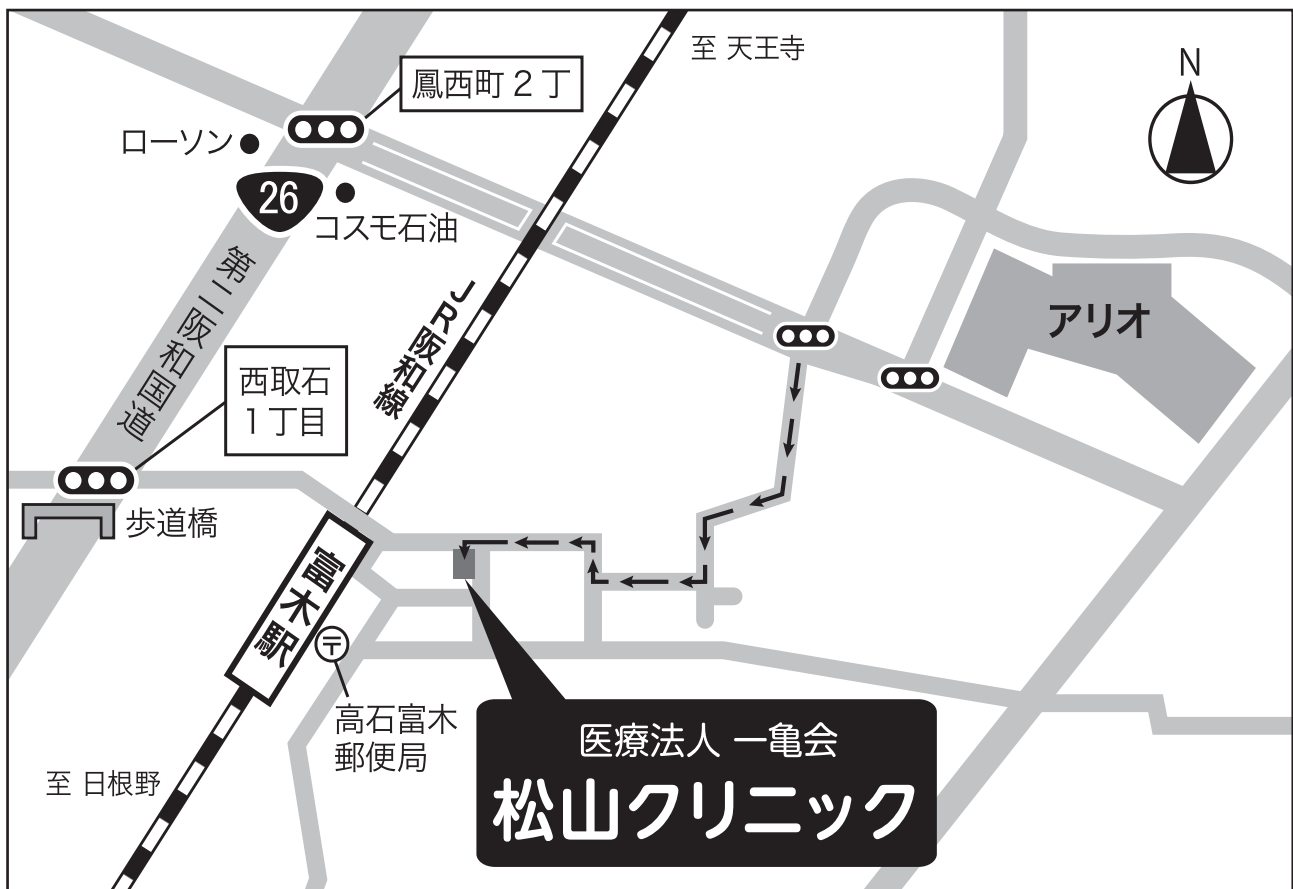 至 天王寺
N
鳳西町 2 丁
ローソン
26
コスモ石油
第二阪和国道
JR阪和線
アリオ
西取石
1丁目
歩道橋
富木駅
〒
高石富木
郵便局
至 日根野
医療法人 一亀会
松山クリニック